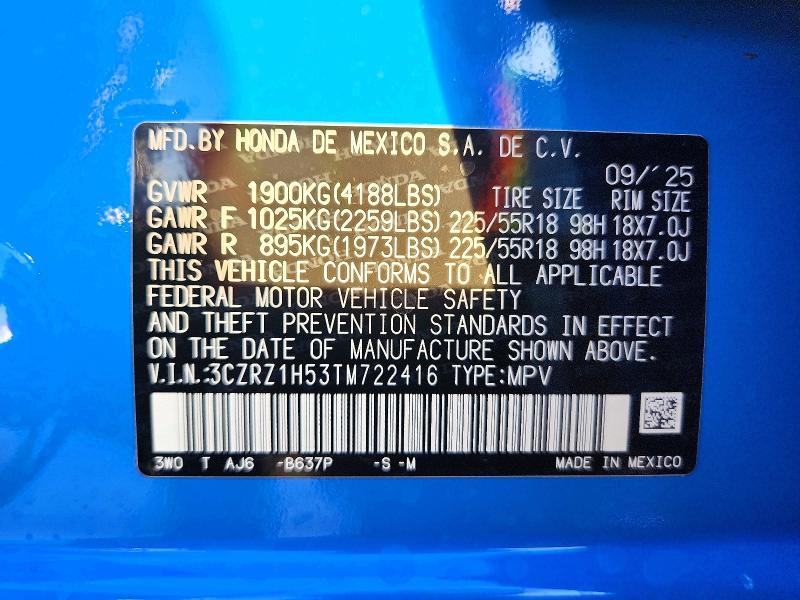 MFD.BY HONDA DE MEXICO S.A. DE C.V.
09/'25
GVWR 1900KG(4188LBS) TIRE SIZE RIM SIZE
GAWR F 1025KG(2259LBS) 225/55R18 98H 18X7.0J
GAWR R 895KG(1973LBS) 225/55R18 98H 18X7.0J
THIS VEHICLE CONFORMS TO ALL APPLICABLE
FEDERAL MOTOR VEHICLE SAFETY
AND THEFT PREVENTION STANDARDS IN EFFECT
ON THE DATE OF MANUFACTURE SHOWN ABOVE.
V.I.N.:3CZRZ1H53TM722416 TYPE:MPV
3W0 T AJ6 -B637P -S -M MADE IN MEXICO